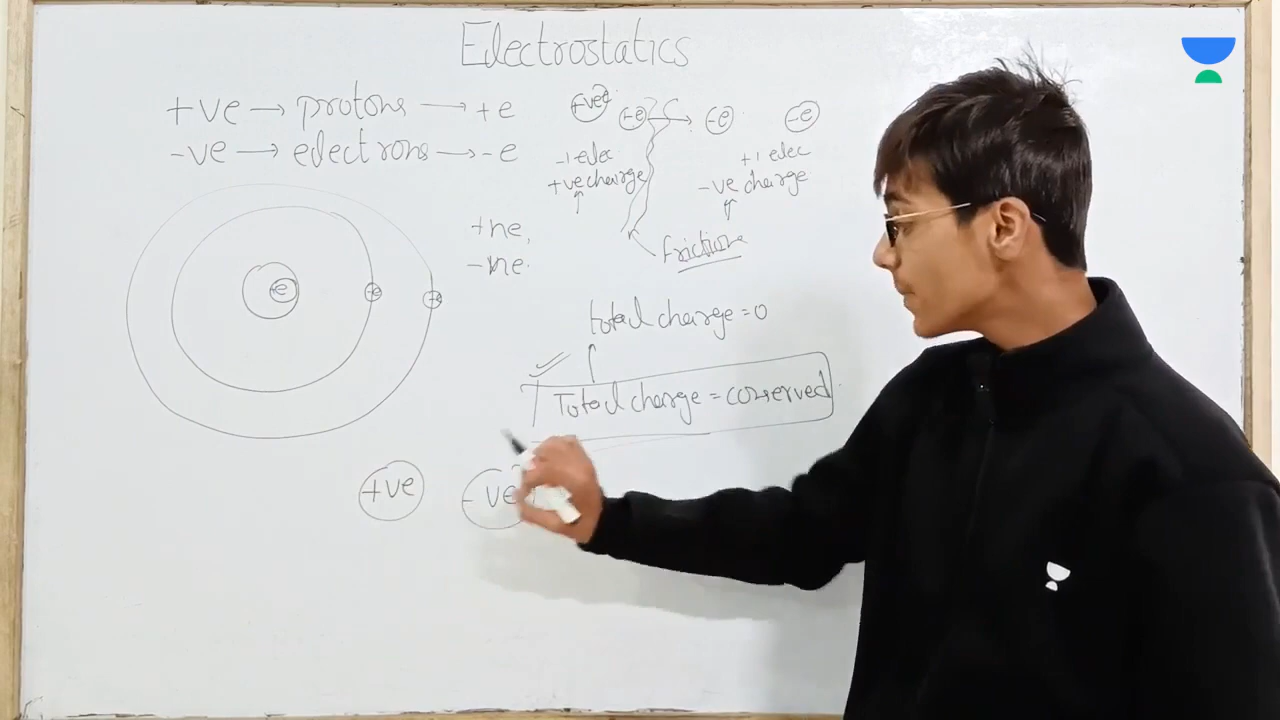 Electrostatics
+ve → protons → +e
-ve → electrons → -e
+ve
+e
-e
-e
-1 elec
+ve charge
+1 elec
-ve charge
friction
+ne,
-ne
+e
-e
-e
total charge = 0
Total charge = conserved
+ve
-ve